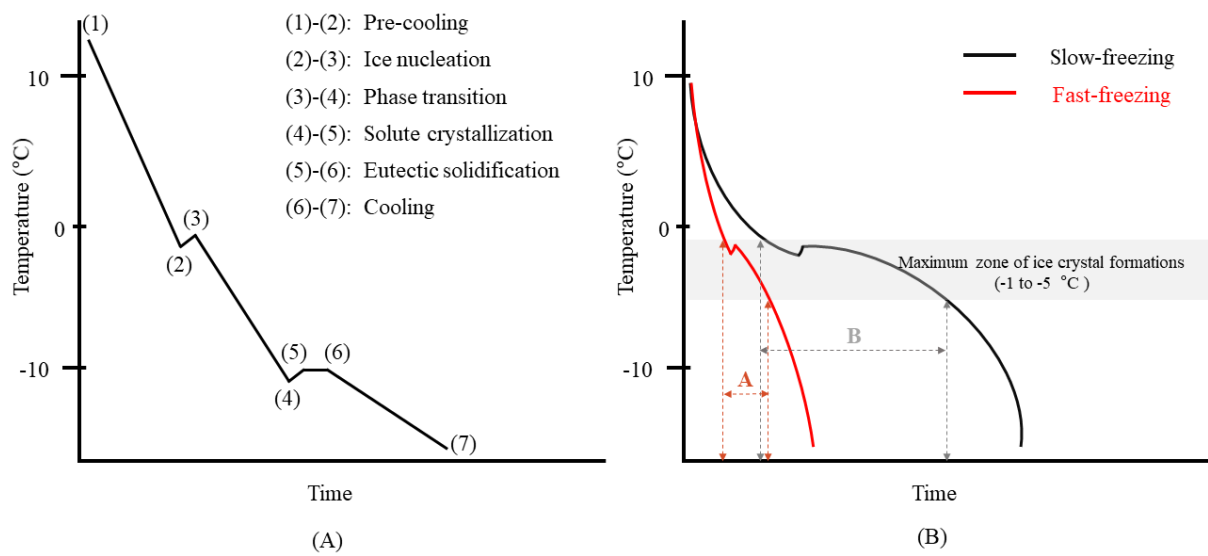 (1)
(1)-(2): Pre-cooling
(2)-(3): Ice nucleation
(3)-(4): Phase transition
(4)-(5): Solute crystallization
(5)-(6): Eutectic solidification
(6)-(7): Cooling
10
0
-10
Temperature (°C)
(3)
(2)
(5)
(6)
(4)
(7)
Time
(A)
Slow-freezing
Fast-freezing
10
0
-10
Temperature (°C)
Maximum zone of ice crystal formations
(-1 to -5 °C )
B
A
Time
(B)